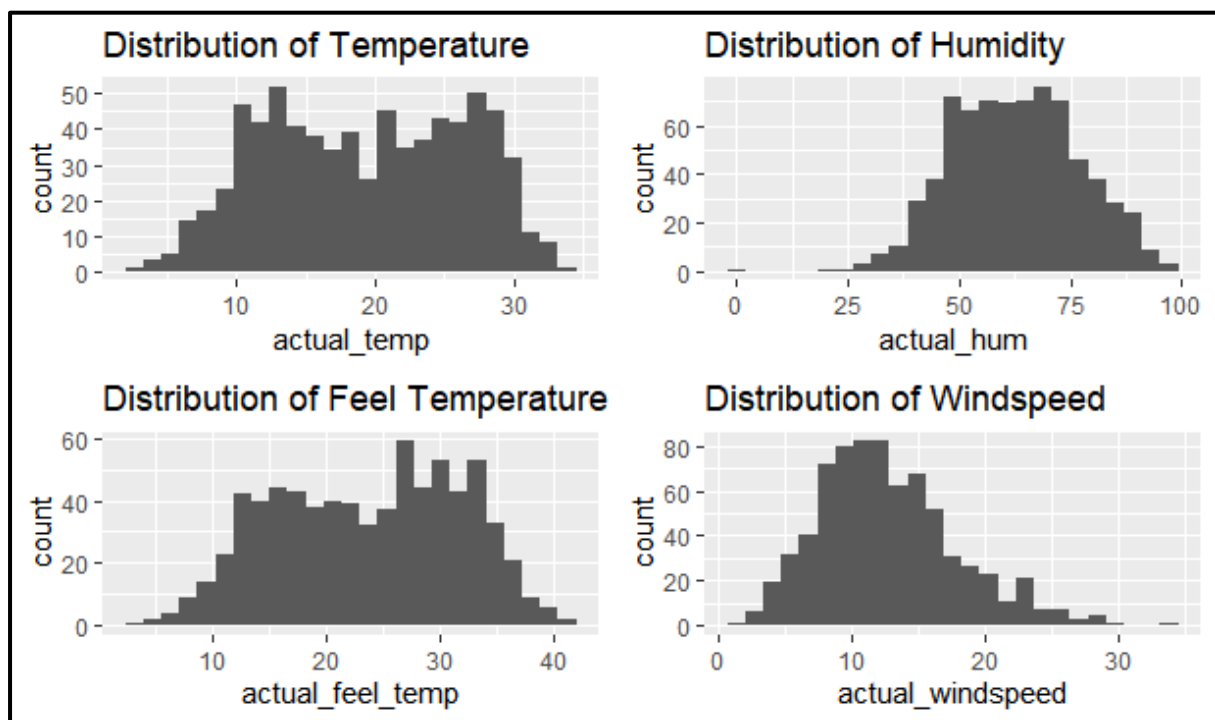 Distribution of Temperature
50
40
30
20
10
0
count
10 20 30
actual_temp
Distribution of Humidity
60
40
20
0
count
0 25 50 75 100
actual_hum
Distribution of Feel Temperature
60
40
20
0
count
10 20 30 40
actual_feel_temp
Distribution of Windspeed
80
60
40
20
0
count
0 10 20 30
actual_windspeed